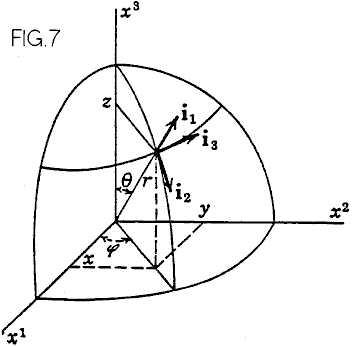 x³
FIG.7
z
i₁
i₃
θ
r
i₂
y
x²
φ
x
x¹